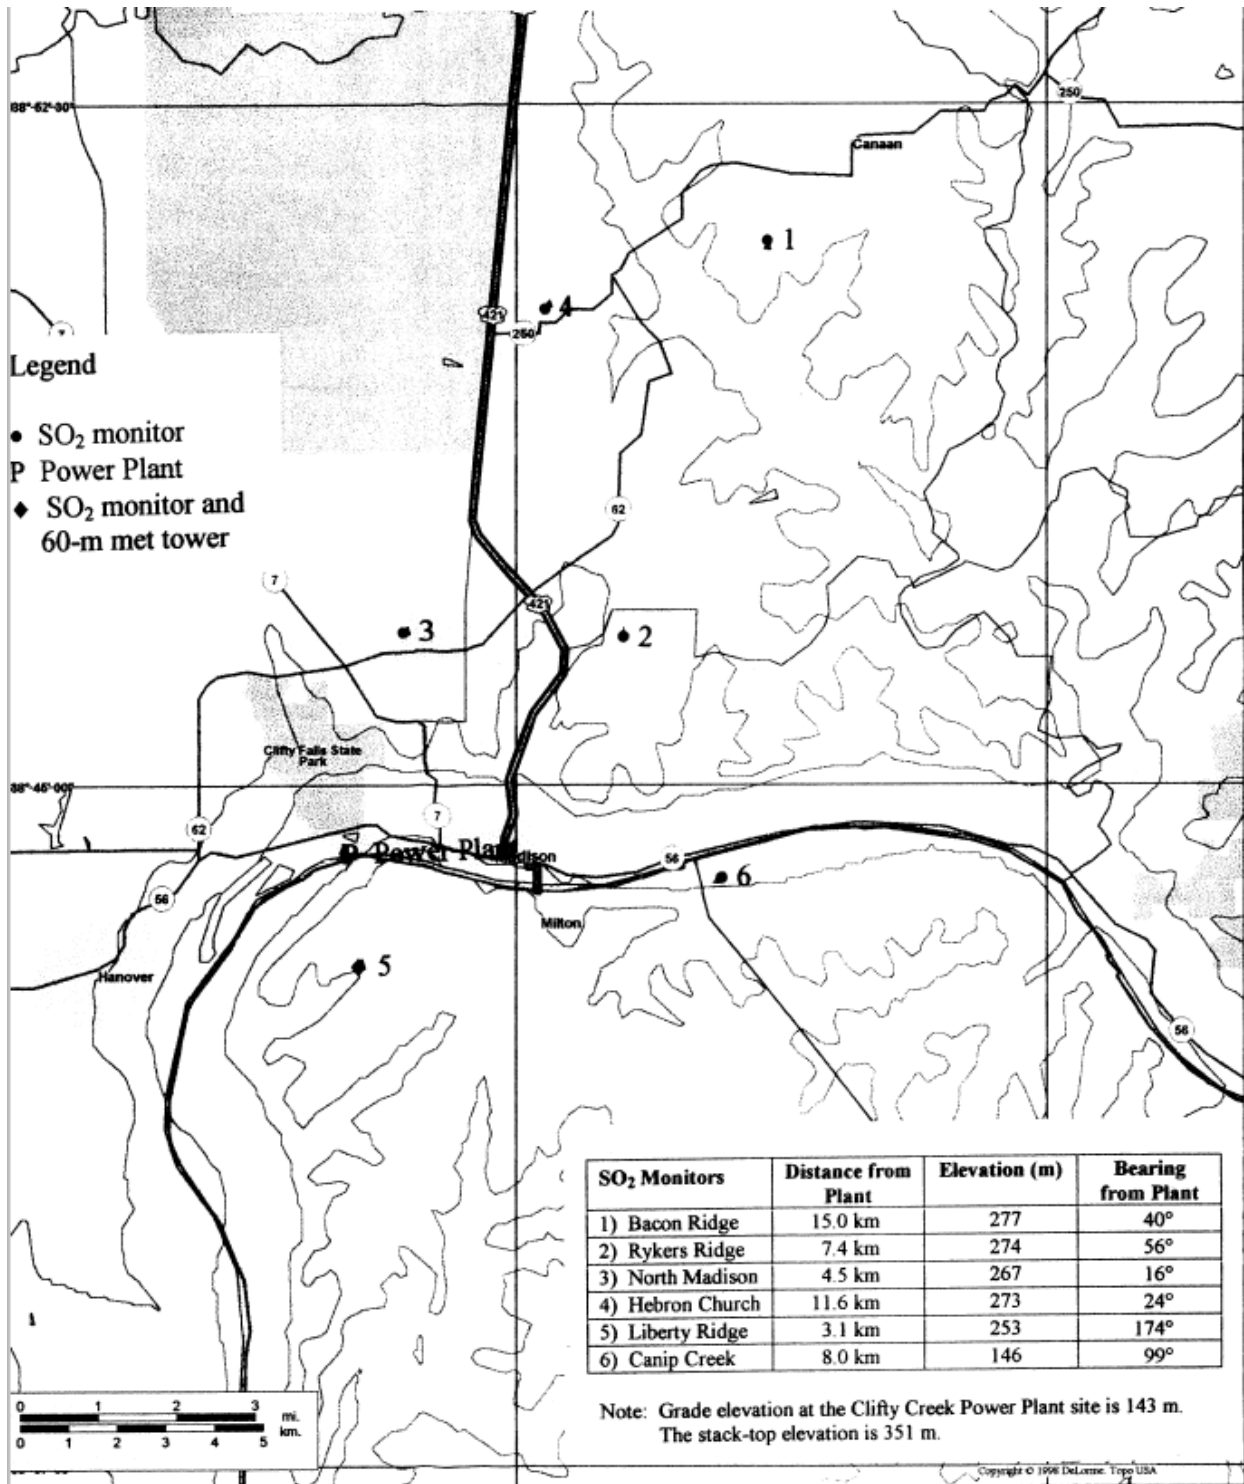 38°-52'-30"
250
Canaan
1
4
421
250
7
Legend
● SO₂ monitor
P Power Plant
♦ SO₂ monitor and
60-m met tower
62
7
421
3
2
Clifty Falls State
Park
38°-45'-00"
7
62
P Power Plant
56
6
56
Milton
5
Hanover
56
SO₂ Monitors Distance from Plant Elevation (m) Bearing from Plant
1) Bacon Ridge 15.0 km 277 40°
2) Rykers Ridge 7.4 km 274 56°
3) North Madison 4.5 km 267 16°
4) Hebron Church 11.6 km 273 24°
5) Liberty Ridge 3.1 km 253 174°
6) Canip Creek 8.0 km 146 99°
0 1 2 3 mi.
0 1 2 3 4 5 km.
Note: Grade elevation at the Clifty Creek Power Plant site is 143 m.
The stack-top elevation is 351 m.
Copyright © 1998 DeLorme. Topo USA